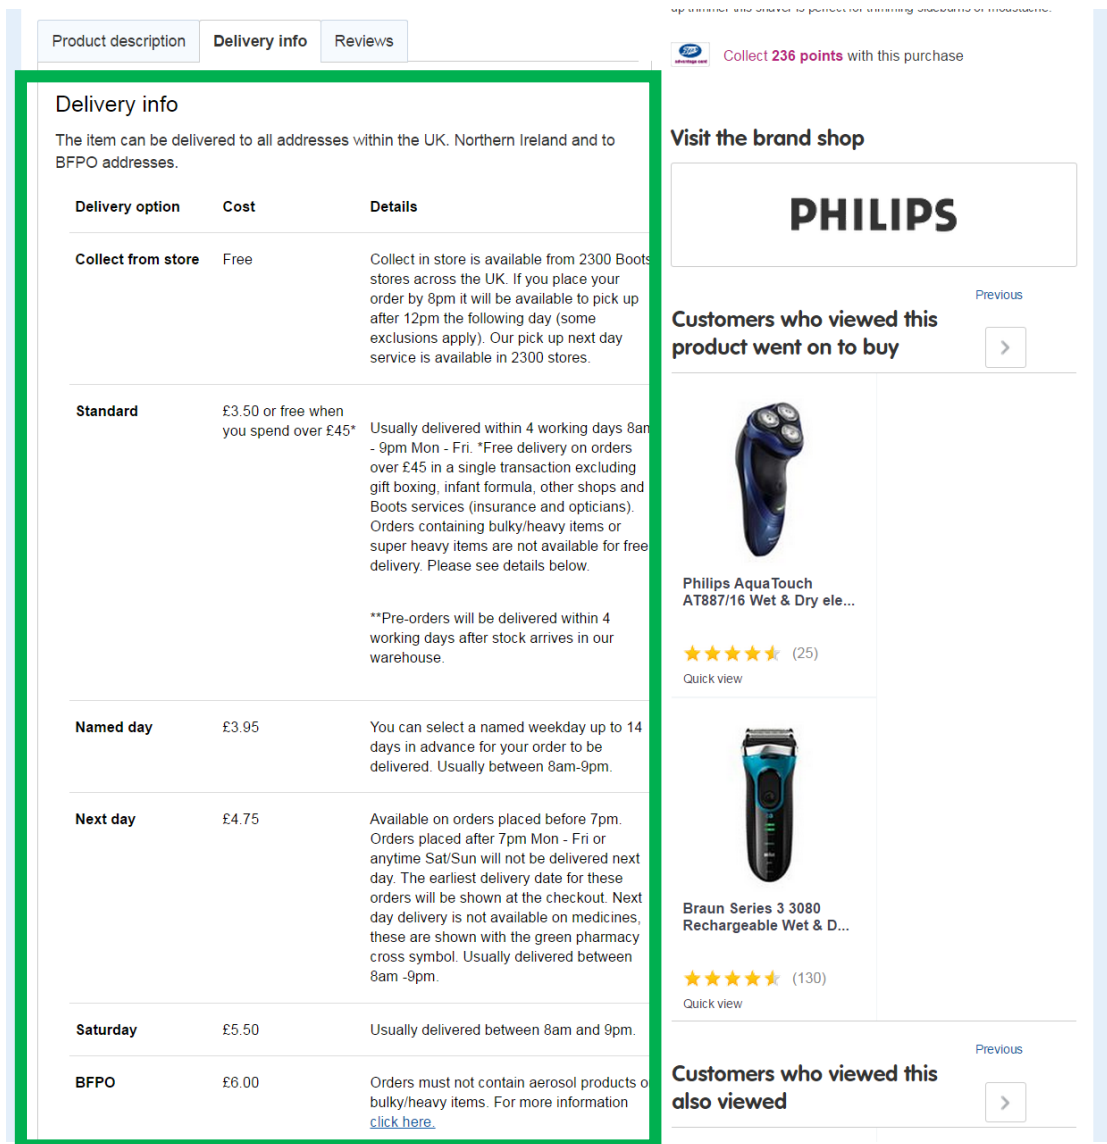 up trimmer this shaver is perfect for trimming sideburns or moustache.
Product description
Delivery info
Reviews
Collect 236 points with this purchase
Delivery info
The item can be delivered to all addresses within the UK. Northern Ireland and to
BFPO addresses.
Delivery option
Cost
Details
Collect from store
Free
Collect in store is available from 2300 Boots
stores across the UK. If you place your
order by 8pm it will be available to pick up
after 12pm the following day (some
exclusions apply). Our pick up next day
service is available in 2300 stores.
Standard
£3.50 or free when
you spend over £45*
Usually delivered within 4 working days 8am
- 9pm Mon - Fri. *Free delivery on orders
over £45 in a single transaction excluding
gift boxing, infant formula, other shops and
Boots services (insurance and opticians).
Orders containing bulky/heavy items or
super heavy items are not available for free
delivery. Please see details below.
**Pre-orders will be delivered within 4
working days after stock arrives in our
warehouse.
Named day
£3.95
You can select a named weekday up to 14
days in advance for your order to be
delivered. Usually between 8am-9pm.
Next day
£4.75
Available on orders placed before 7pm.
Orders placed after 7pm Mon - Fri or
anytime Sat/Sun will not be delivered next
day. The earliest delivery date for these
orders will be shown at the checkout. Next
day delivery is not available on medicines,
these are shown with the green pharmacy
cross symbol. Usually delivered between
8am -9pm.
Saturday
£5.50
Usually delivered between 8am and 9pm.
BFPO
£6.00
Orders must not contain aerosol products o
bulky/heavy items. For more information
click here.
Visit the brand shop
PHILIPS
Previous
Customers who viewed this
product went on to buy
Philips AquaTouch
AT887/16 Wet & Dry ele...
(25)
Quick view
Braun Series 3 3080
Rechargeable Wet & D...
(130)
Quick view
Previous
Customers who viewed this
also viewed